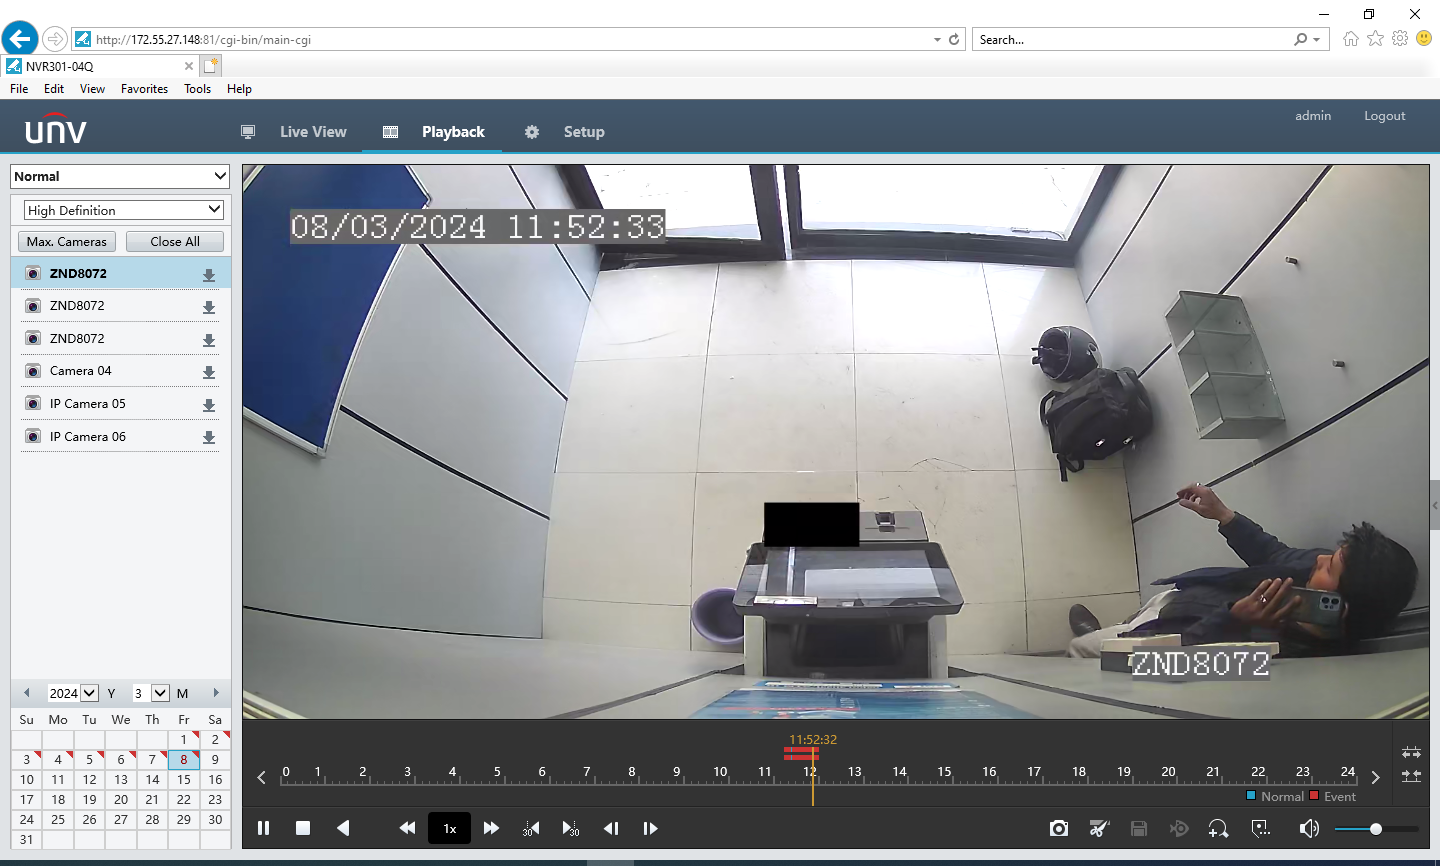 http://172.55.27.148:81/cgi-bin/main-cgi
Search...
NVR301-04Q
File Edit View Favorites Tools Help
unv
Live View Playback Setup
admin Logout
Normal
High Definition
Max. Cameras Close All
ZND8072
ZND8072
ZND8072
Camera 04
IP Camera 05
IP Camera 06
08/03/2024 11:52:33
ZND8072
2024 Y 3 M
Su Mo Tu We Th Fr Sa
1 2
3 4 5 6 7 8 9
10 11 12 13 14 15 16
17 18 19 20 21 22 23
24 25 26 27 28 29 30
31
11:52:32
0 1 2 3 4 5 6 7 8 9 10 11 12 13 14 15 16 17 18 19 20 21 22 23 24
Normal Event
1x
30 30